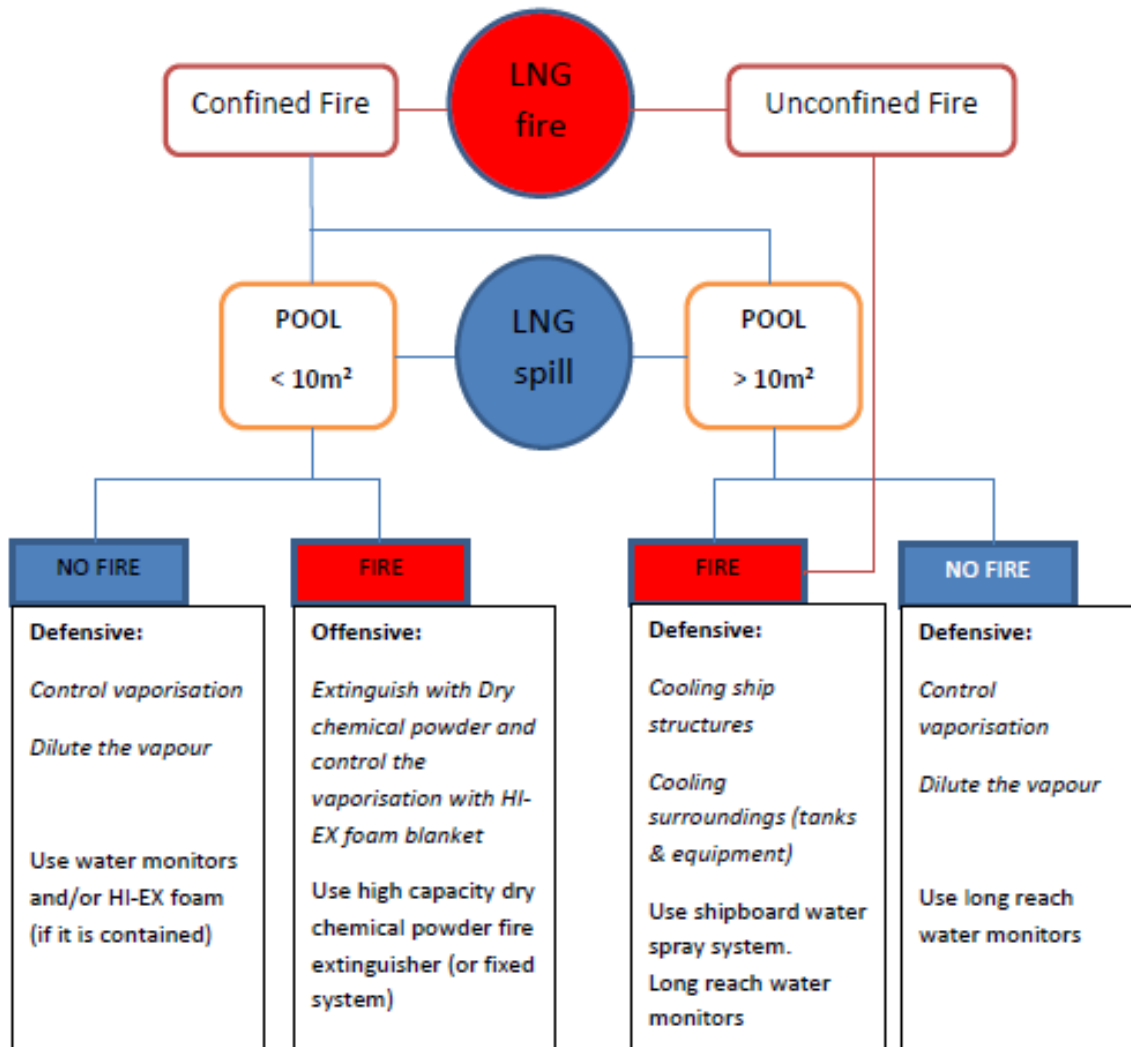 Confined Fire
LNG
fire
Unconfined Fire
POOL
< 10m²
LNG
spill
POOL
> 10m²
NO FIRE
FIRE
FIRE
NO FIRE
Defensive:
Control vaporisation
Dilute the vapour
Use water monitors
and/or HI-EX foam
(if it is contained)
Offensive:
Extinguish with Dry
chemical powder and
control the
vaporisation with HI-
EX foam blanket
Use high capacity dry
chemical powder fire
extinguisher (or fixed
system)
Defensive:
Cooling ship
structures
Cooling
surroundings (tanks
& equipment)
Use shipboard water
spray system.
Long reach water
monitors
Defensive:
Control
vaporisation
Dilute the vapour
Use long reach
water monitors